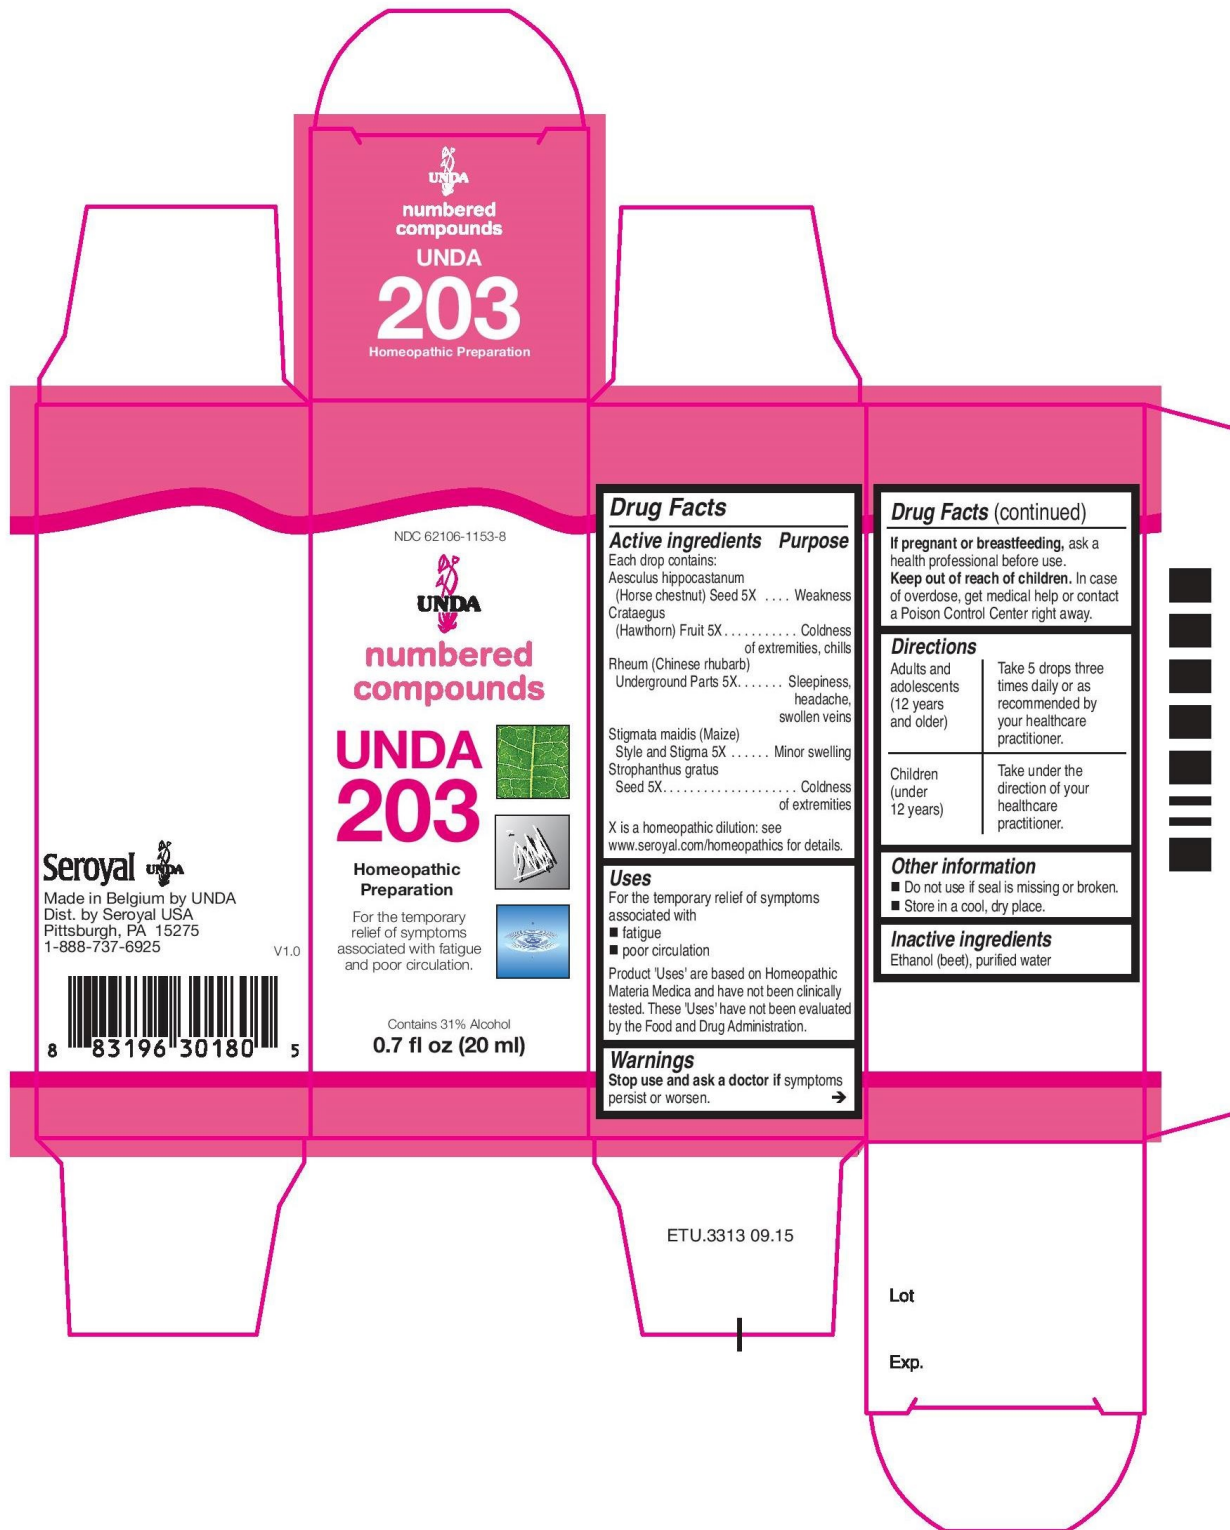 UNDA
numbered
compounds
UNDA
203
Homeopathic Preparation
Seroyal UNDA
Made in Belgium by UNDA
Dist. by Seroyal USA
Pittsburgh, PA 15275
1-888-737-6925
V1.0
8 83196 30180 5
NDC 62106-1153-8
UNDA
numbered
compounds
UNDA
203
Homeopathic
Preparation
For the temporary
relief of symptoms
associated with fatigue
and poor circulation.
Contains 31% Alcohol
0.7 fl oz (20 ml)
Drug Facts
Active ingredients Purpose
Each drop contains:
Aesculus hippocastanum
(Horse chestnut) Seed 5X .... Weakness
Crataegus
(Hawthorn) Fruit 5X........... Coldness
of extremities, chills
Rheum (Chinese rhubarb)
Underground Parts 5X....... Sleepiness,
headache,
swollen veins
Stigmata maidis (Maize)
Style and Stigma 5X ...... Minor swelling
Strophanthus gratus
Seed 5X.................... Coldness
of extremities
X is a homeopathic dilution: see
www.seroyal.com/homeopathics for details.
Uses
For the temporary relief of symptoms
associated with
■ fatigue
■ poor circulation
Product 'Uses' are based on Homeopathic
Materia Medica and have not been clinically
tested. These 'Uses' have not been evaluated
by the Food and Drug Administration.
Warnings
Stop use and ask a doctor if symptoms
persist or worsen. ➔
Drug Facts (continued)
If pregnant or breastfeeding, ask a
health professional before use.
Keep out of reach of children. In case
of overdose, get medical help or contact
a Poison Control Center right away.
Directions
Adults and
adolescents
(12 years
and older)
Take 5 drops three
times daily or as
recommended by
your healthcare
practitioner.
Children
(under
12 years)
Take under the
direction of your
healthcare
practitioner.
Other information
■ Do not use if seal is missing or broken.
■ Store in a cool, dry place.
Inactive ingredients
Ethanol (beet), purified water
ETU.3313 09.15
Lot
Exp.